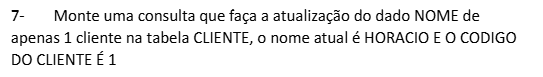 7- Monte uma consulta que faça a atualização do dado NOME de
apenas 1 cliente na tabela CLIENTE, o nome atual é HORACIO E O CODIGO
DO CLIENTE É 1